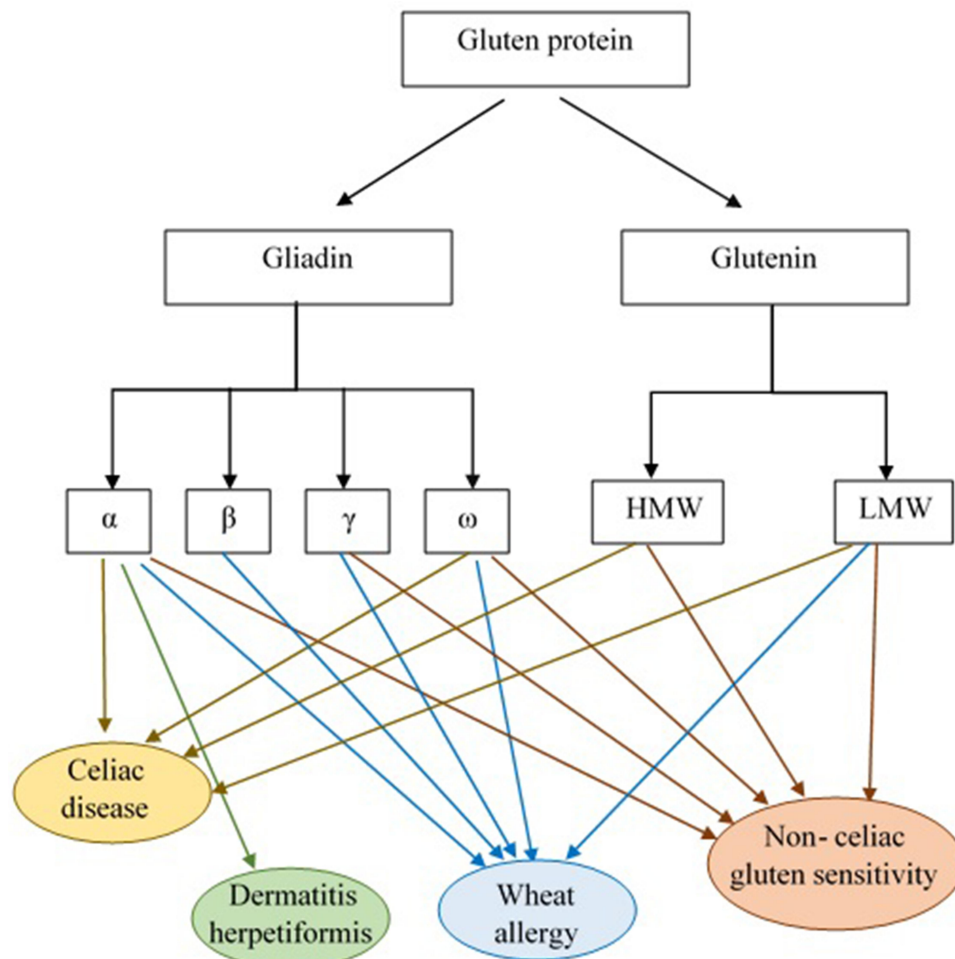 Gluten protein
Gliadin
Glutenin
α
β
γ
ω
HMW
LMW
Celiac
disease
Dermatitis
herpetiformis
Wheat
allergy
Non- celiac
gluten sensitivity